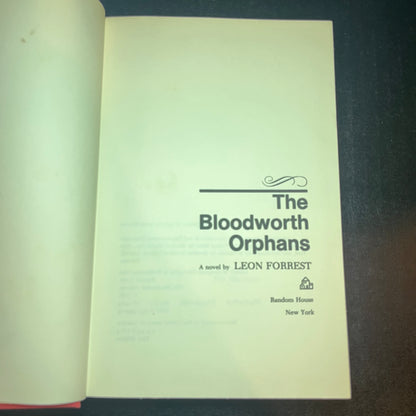 The
Bloodworth
Orphans
A novel by LEON FORREST
Random House
New York